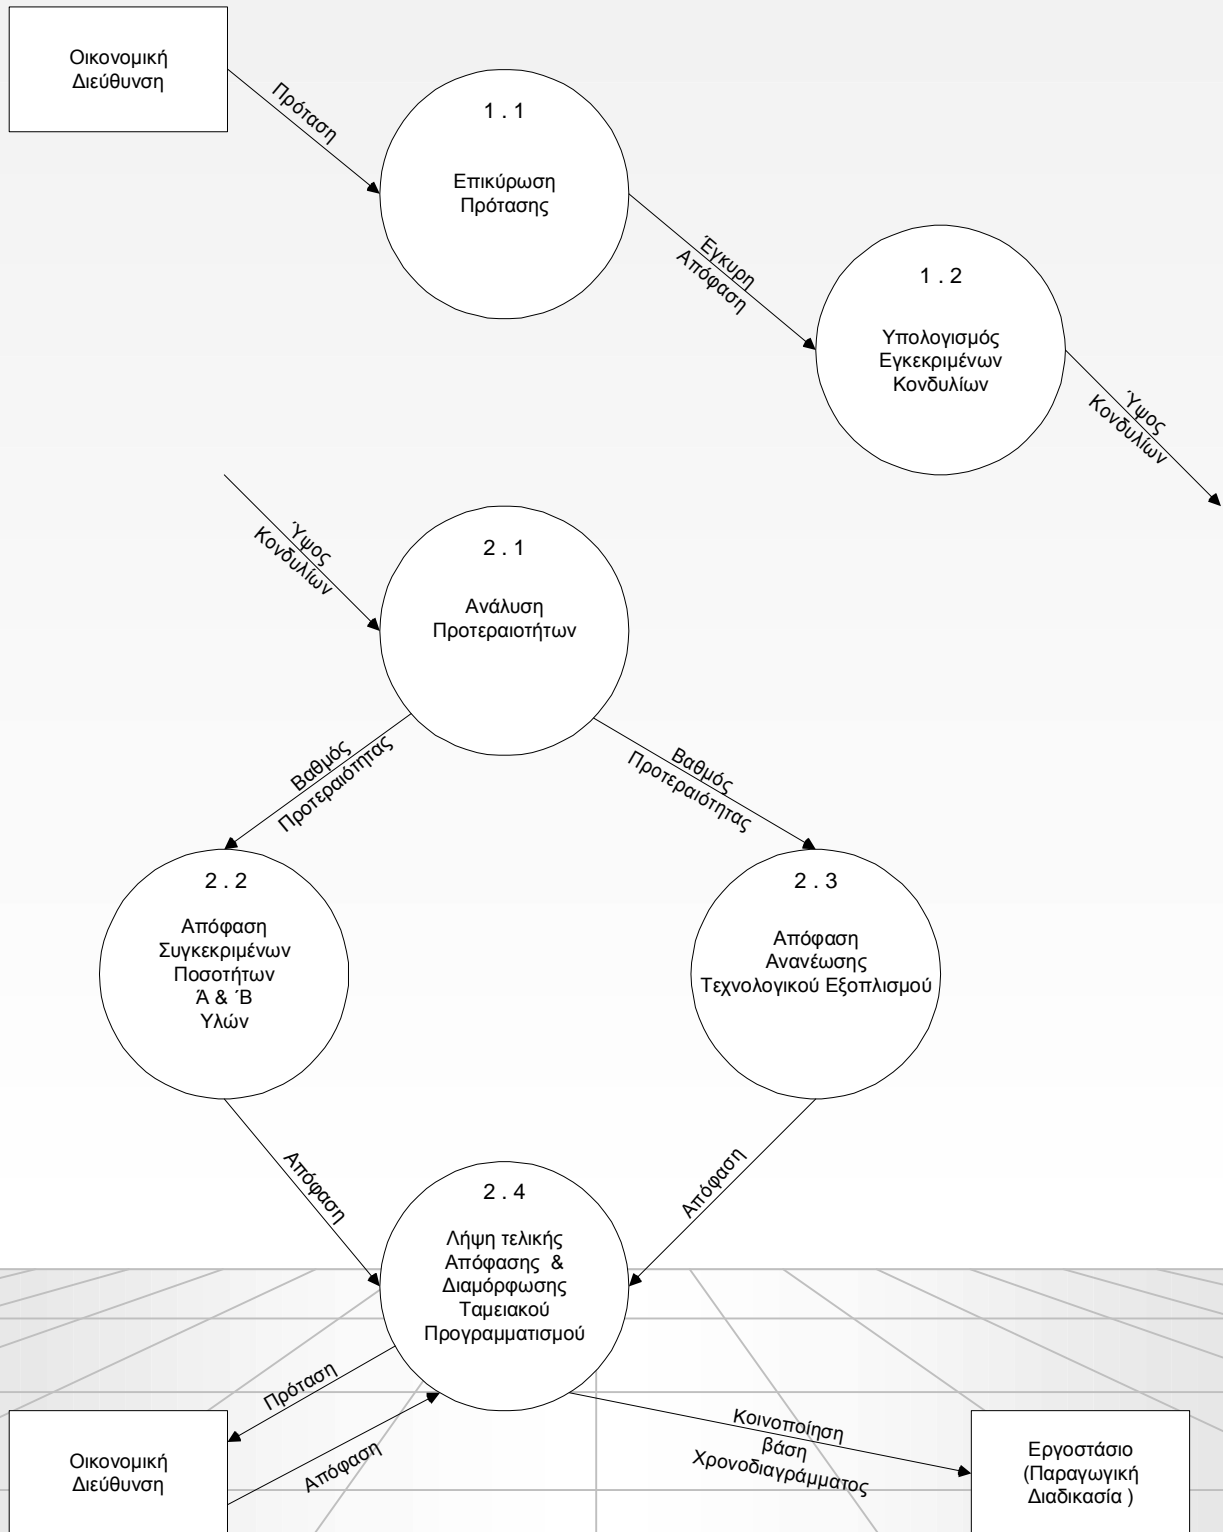 Οικονομική
Διεύθυνση
Πρόταση
1 . 1
Επικύρωση
Πρότασης
Έγκυρη
Απόφαση
1 . 2
Υπολογισμός
Εγκεκριμένων
Κονδυλίων
Ύψος
Κονδυλίων
Ύψος
Κονδυλίων
2 . 1
Ανάλυση
Προτεραιοτήτων
Βαθμός
Προτεραιότητας
Βαθμός
Προτεραιότητας
2 . 2
Απόφαση
Συγκεκριμένων
Ποσοτήτων
Ά & ΄Β
Υλών
2 . 3
Απόφαση
Ανανέωσης
Τεχνολογικού Εξοπλισμού
Απόφαση
Απόφαση
2 . 4
Λήψη τελικής
Απόφασης &
Διαμόρφωσης
Ταμειακού
Προγραμματισμού
Πρόταση
Απόφαση
Οικονομική
Διεύθυνση
Κοινοποίηση
βάση
Χρονοδιαγράμματος
Εργοστάσιο
(Παραγωγική
Διαδικασία )